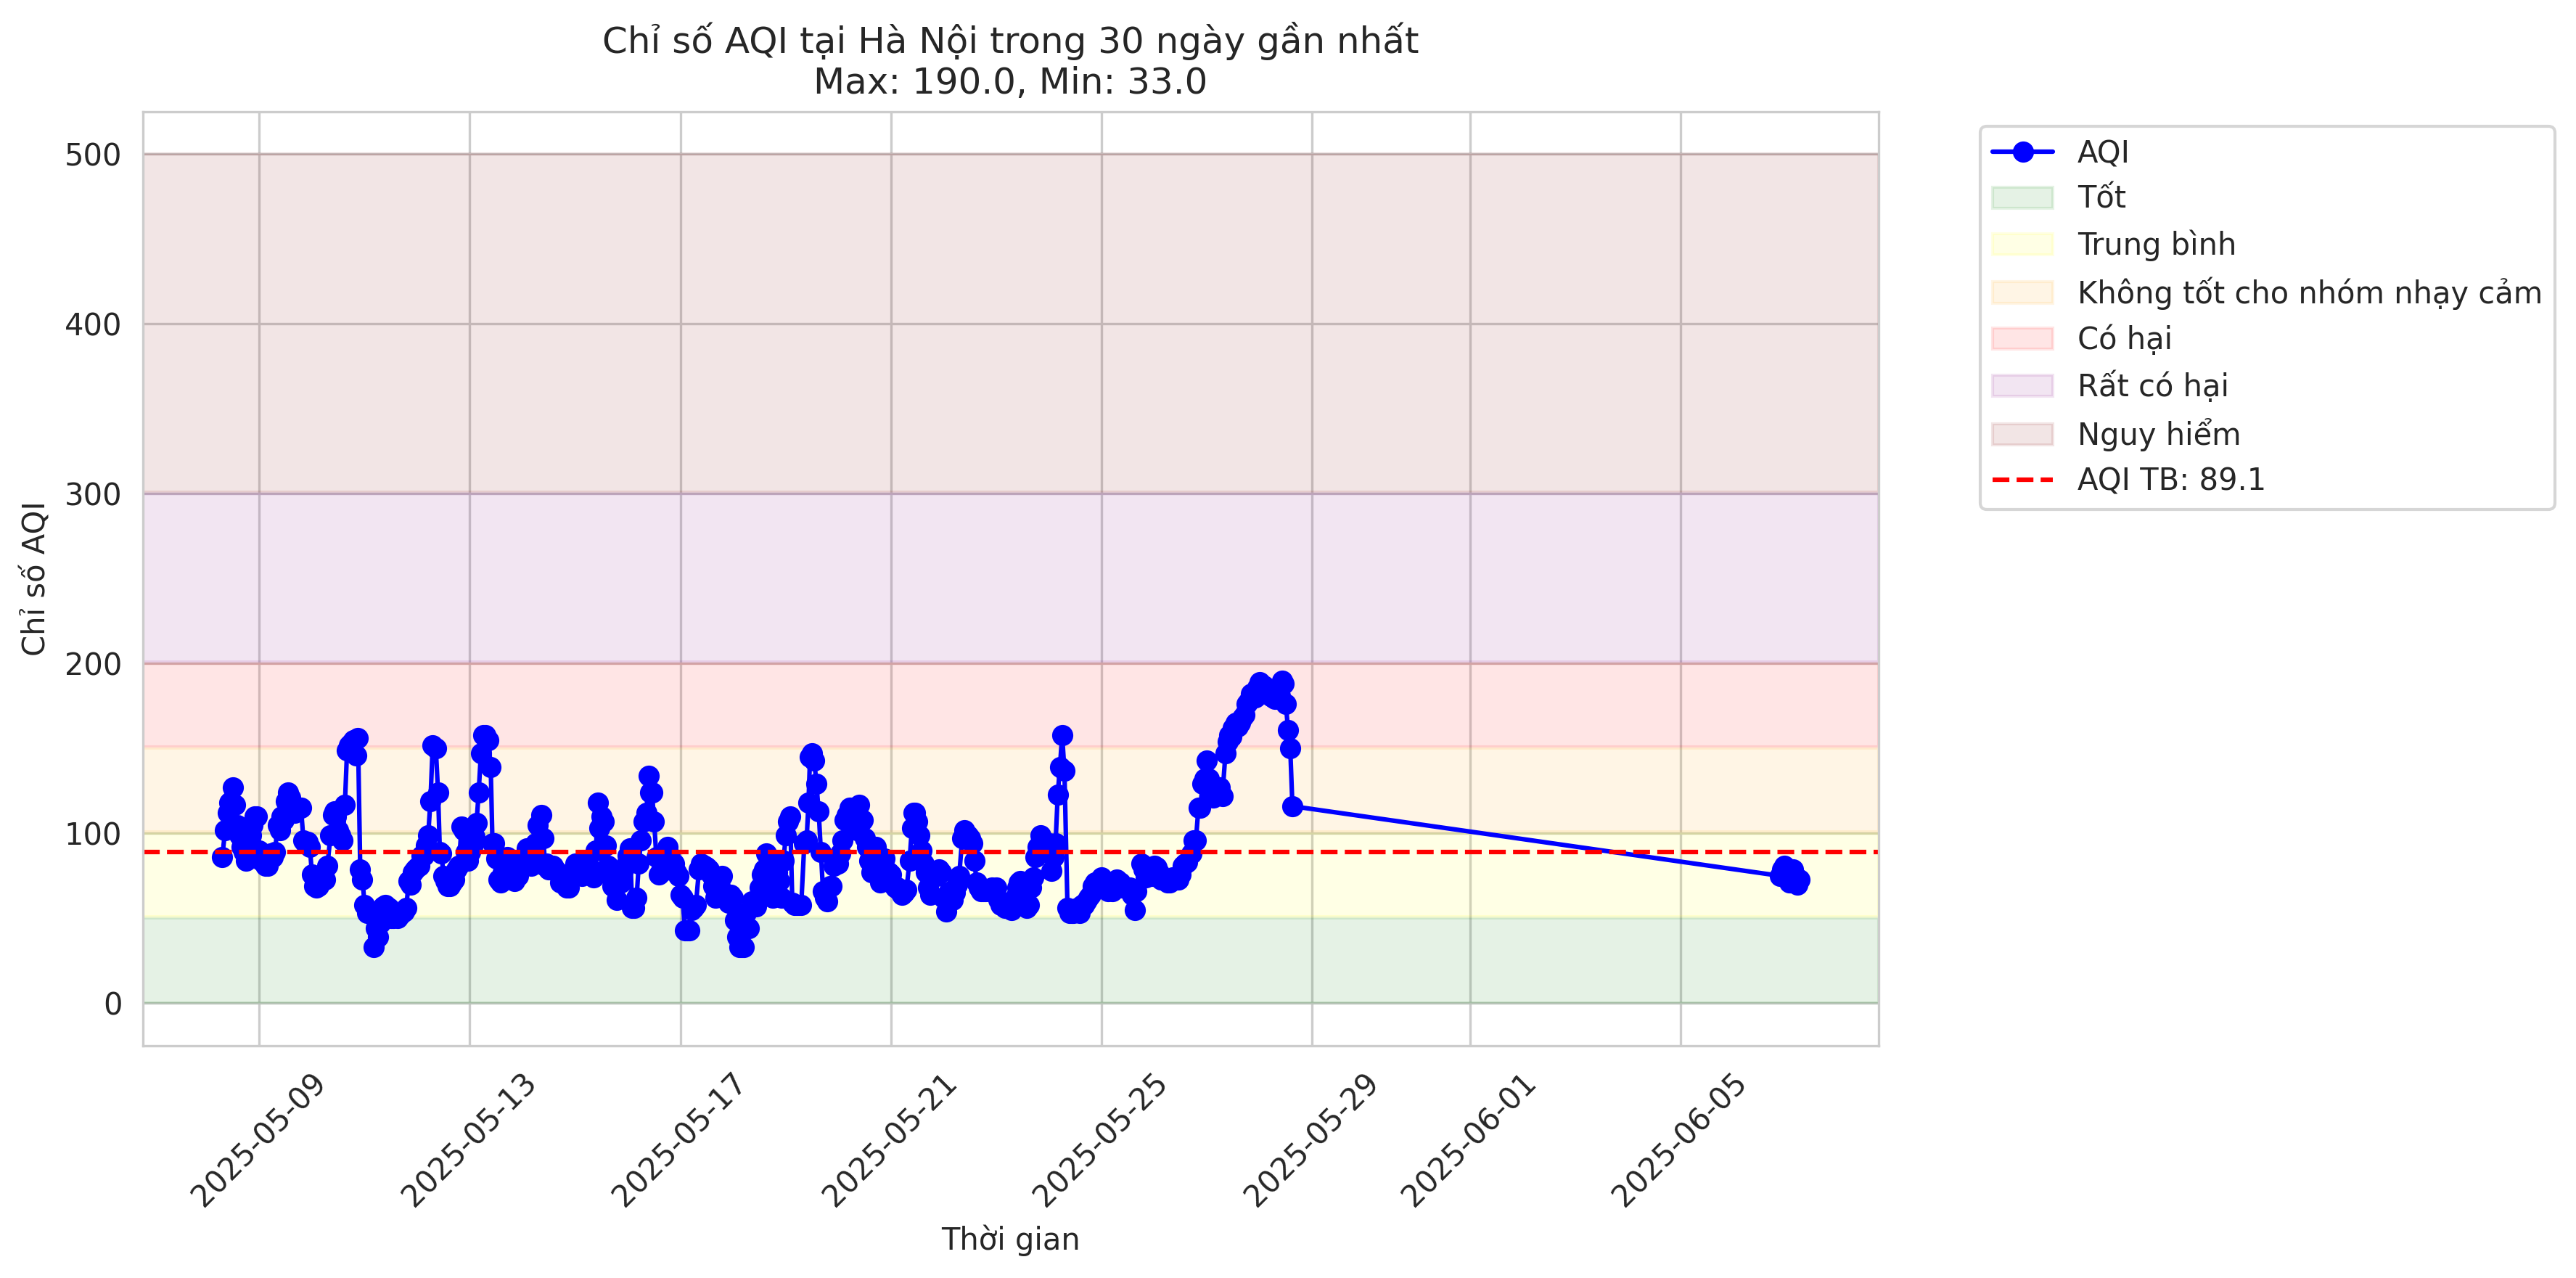 Chỉ số AQI tại Hà Nội trong 30 ngày gần nhất
Max: 190.0, Min: 33.0
Chỉ số AQI
500
400
300
200
100
0
2025-05-09
2025-05-13
2025-05-17
2025-05-21
2025-05-25
2025-05-29
2025-06-01
2025-06-05
Thời gian
AQI
Tốt
Trung bình
Không tốt cho nhóm nhạy cảm
Có hại
Rất có hại
Nguy hiểm
AQI TB: 89.1